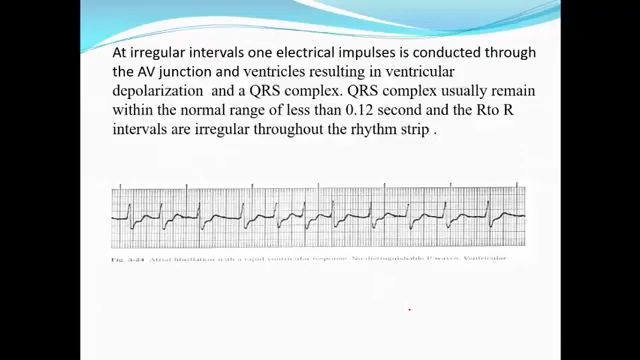 At irregular intervals one electrical impulses is conducted through
the AV junction and ventricles resulting in ventricular
depolarization and a QRS complex. QRS complex usually remain
within the normal range of less than 0.12 second and the Rto R
intervals are irregular throughout the rhythm strip .
Fig. 3-24 Atrial fibrillation with a rapid ventricular response. No distinguishable P waves. Ventricular